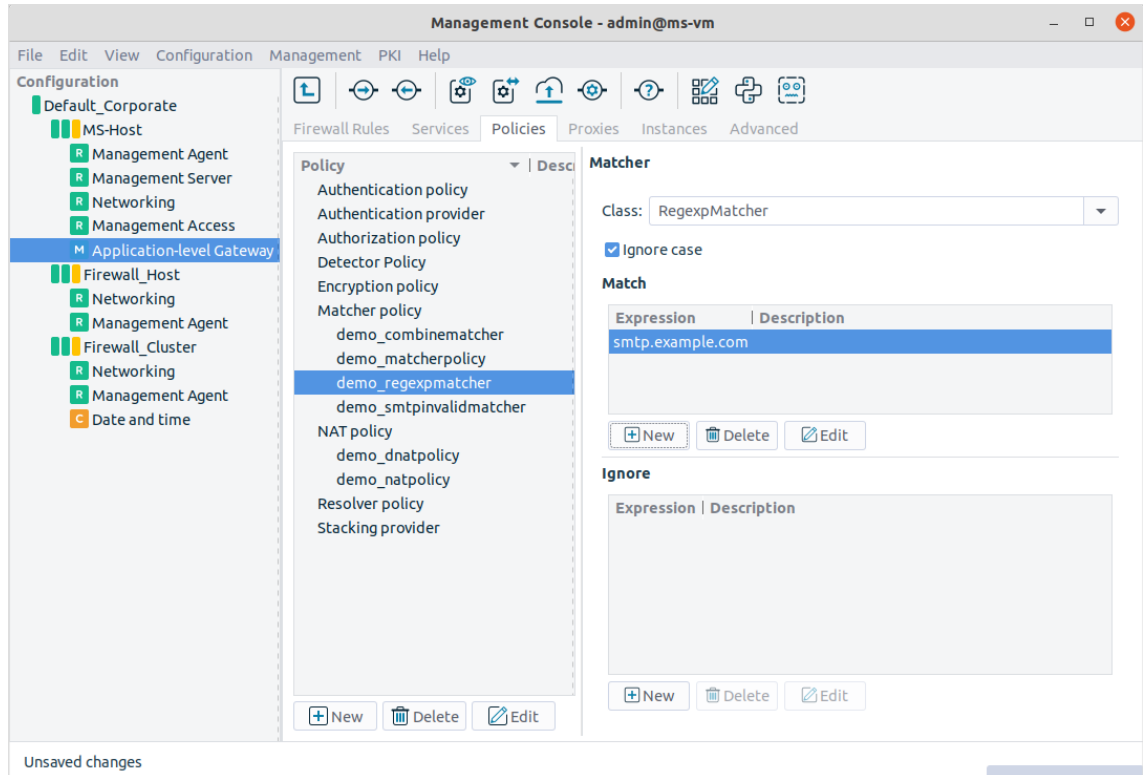 Management Console - admin@ms-vm
File Edit View Configuration Management PKI Help
Configuration
Default_Corporate
MS-Host
R Management Agent
R Management Server
R Networking
R Management Access
M Application-level Gateway
Firewall_Host
R Networking
R Management Agent
Firewall_Cluster
R Networking
R Management Agent
C Date and time
Firewall Rules Services Policies Proxies Instances Advanced
Policy | Descr
Authentication policy
Authentication provider
Authorization policy
Detector Policy
Encryption policy
Matcher policy
demo_combinematcher
demo_matcherpolicy
demo_regexpmatcher
demo_smtpinvalidmatcher
NAT policy
demo_dnatpolicy
demo_natpolicy
Resolver policy
Stacking provider
New Delete Edit
Matcher
Class: RegexpMatcher
Ignore case
Match
Expression | Description
smtp.example.com
New Delete Edit
Ignore
Expression | Description
New Delete Edit
Unsaved changes